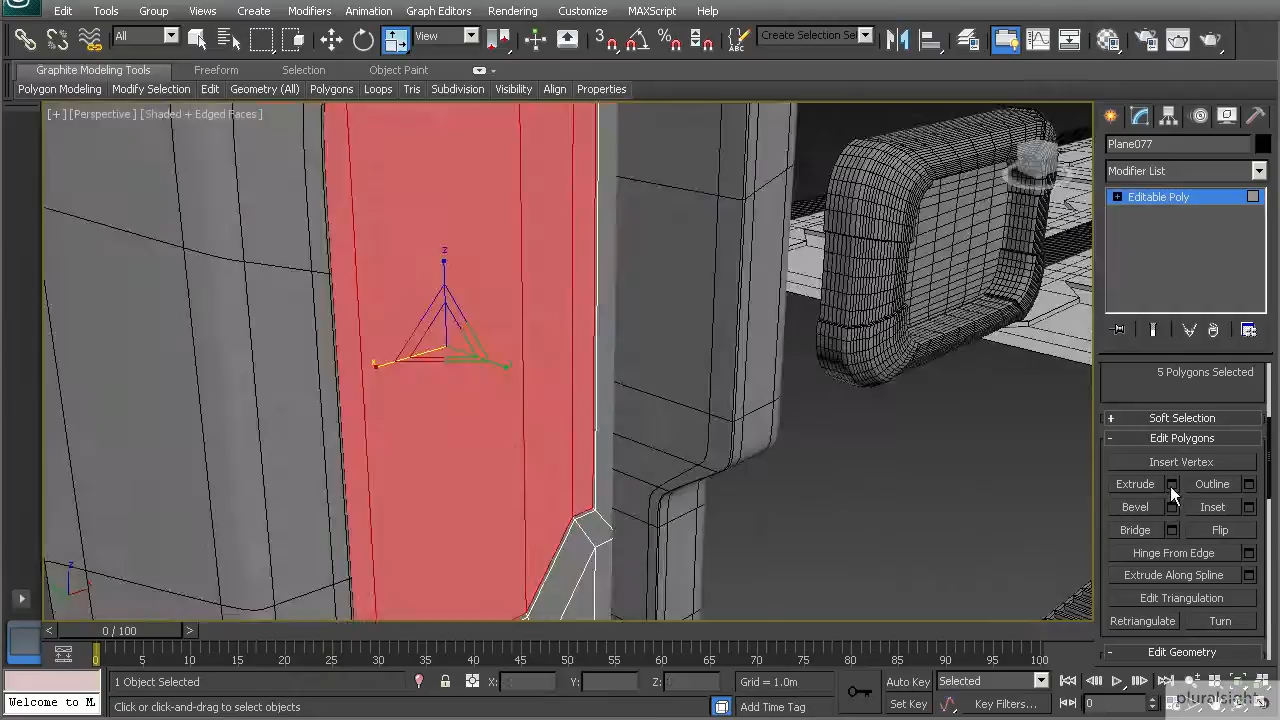 Edit Tools Group Views Create Modifiers Animation Graph Editors Rendering Customize MAXScript Help
All View 3 Create Selection Se
Graphite Modeling Tools Freeform Selection Object Paint
Polygon Modeling Modify Selection Edit Geometry (All) Polygons Loops Tris Subdivision Visibility Align Properties
[+] [Perspective] [Shaded + Edged Faces]
Plane077
Modifier List
Editable Poly
z
x
5 Polygons Selected
+ Soft Selection
- Edit Polygons
Insert Vertex
Extrude Outline
Bevel Inset
Bridge Flip
Hinge From Edge
Extrude Along Spline
Edit Triangulation
Retriangulate Turn
- Edit Geometry
z
< 0 / 100 >
0 5 10 15 20 25 30 35 40 45 50 55 60 65 70 75 80 85 90 95 100
1 Object Selected X: Y: Z: Grid = 1.0m Auto Key Selected
Welcome to M Click or click-and-drag to select objects Add Time Tag Set Key Key Filters... 0
pluralsight